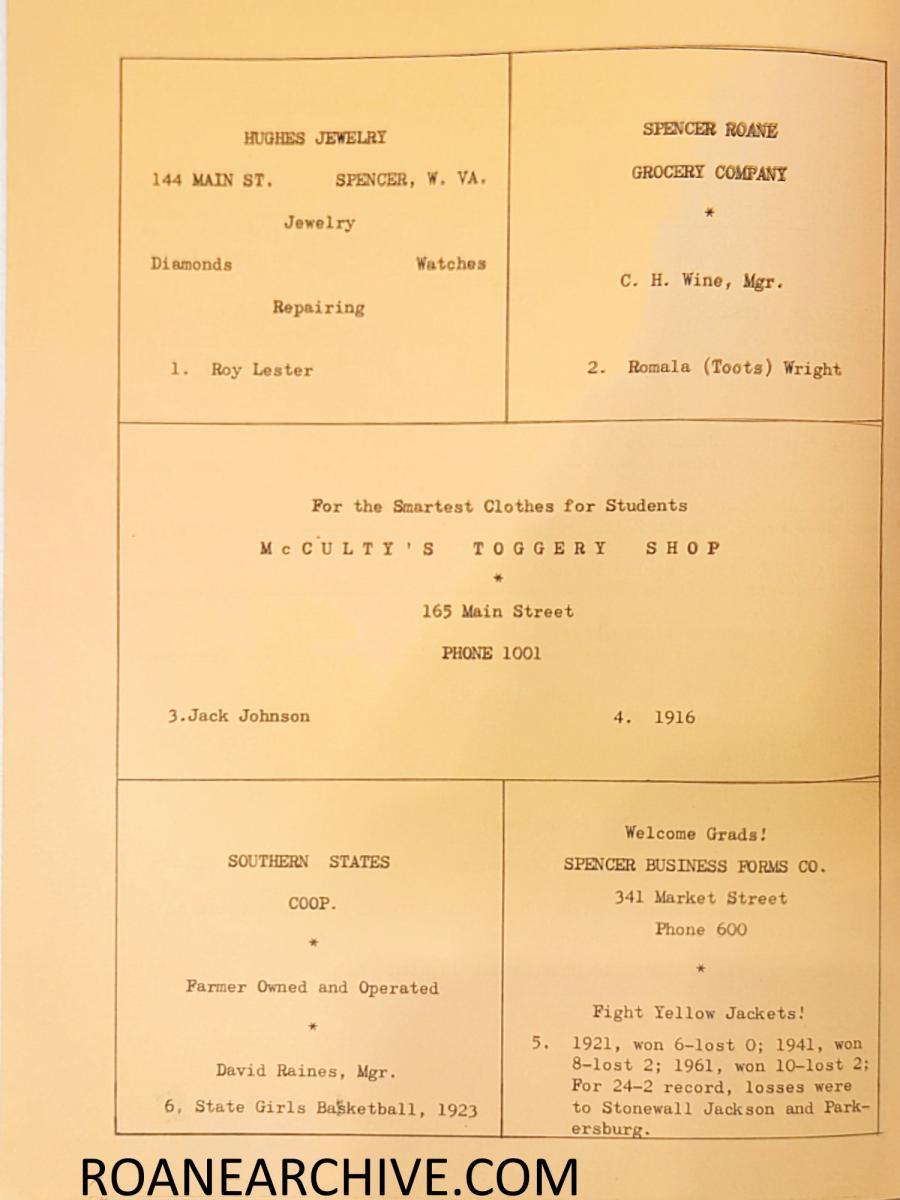 HUGHES JEWELRY
144 MAIN ST. SPENCER, W. VA.
Jewelry
Diamonds Watches
Repairing
1. Roy Lester
SPENCER ROANE
GROCERY COMPANY
*
C. H. Wine, Mgr.
2. Romala (Toots) Wright
For the Smartest Clothes for Students
McCULTY'S TOGGERY SHOP
*
165 Main Street
PHONE 1001
3.Jack Johnson 4. 1916
SOUTHERN STATES
COOP.
*
Farmer Owned and Operated
*
David Raines, Mgr.
6. State Girls Basketball, 1923
Welcome Grads!
SPENCER BUSINESS FORMS CO.
341 Market Street
Phone 600
*
Fight Yellow Jackets!
5. 1921, won 6-lost 0; 1941, won
8-lost 2; 1961, won 10-lost 2;
For 24-2 record, losses were
to Stonewall Jackson and Park-
ersburg.
ROANEARCHIVE.COM